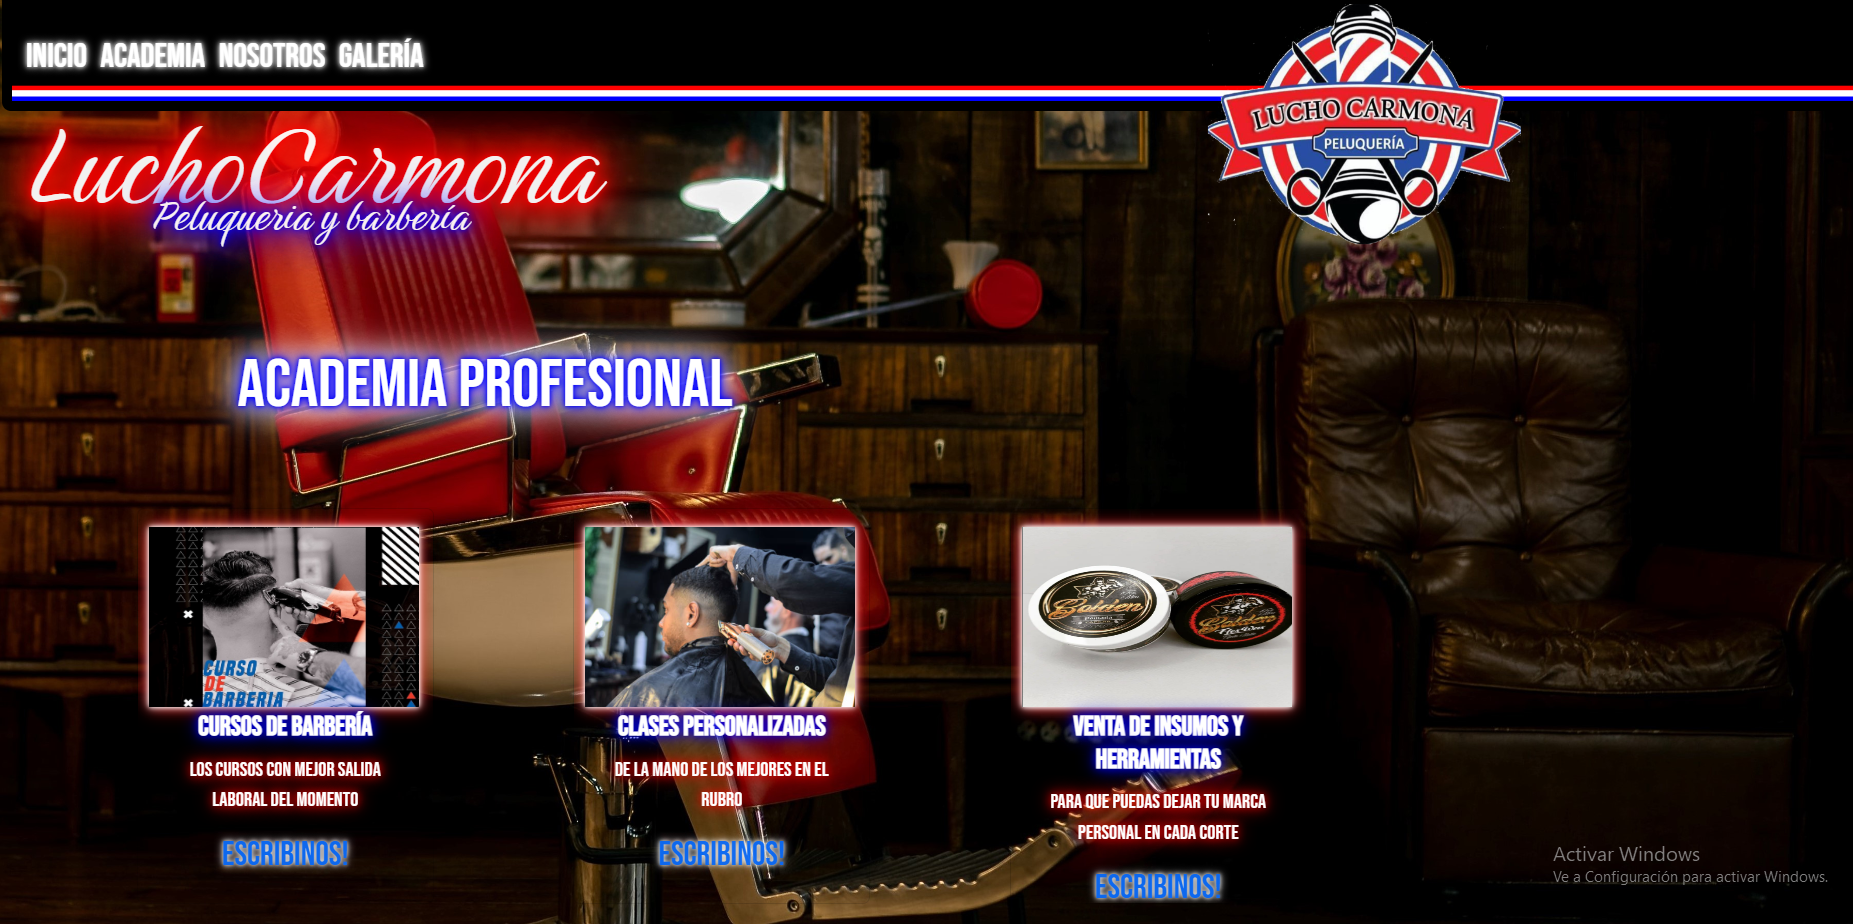 INICIO ACADEMIA NOSOTROS GALERÍA
LUCHO CARMONA
PELUQUERÍA
LuchoCarmona
Peluqueria y barbería
ACADEMIA PROFESIONAL
CURSO
DE
BARBERIA
Golden
Golden
CURSOS DE BARBERÍA
LOS CURSOS CON MEJOR SALIDA
LABORAL DEL MOMENTO
ESCRIBINOS!
CLASES PERSONALIZADAS
DE LA MANO DE LOS MEJORES EN EL
RUBRO
ESCRIBINOS!
VENTA DE INSUMOS Y
HERRAMIENTAS
PARA QUE PUEDAS DEJAR TU MARCA
PERSONAL EN CADA CORTE
ESCRIBINOS!
Activar Windows
Ve a Configuración para activar Windows.